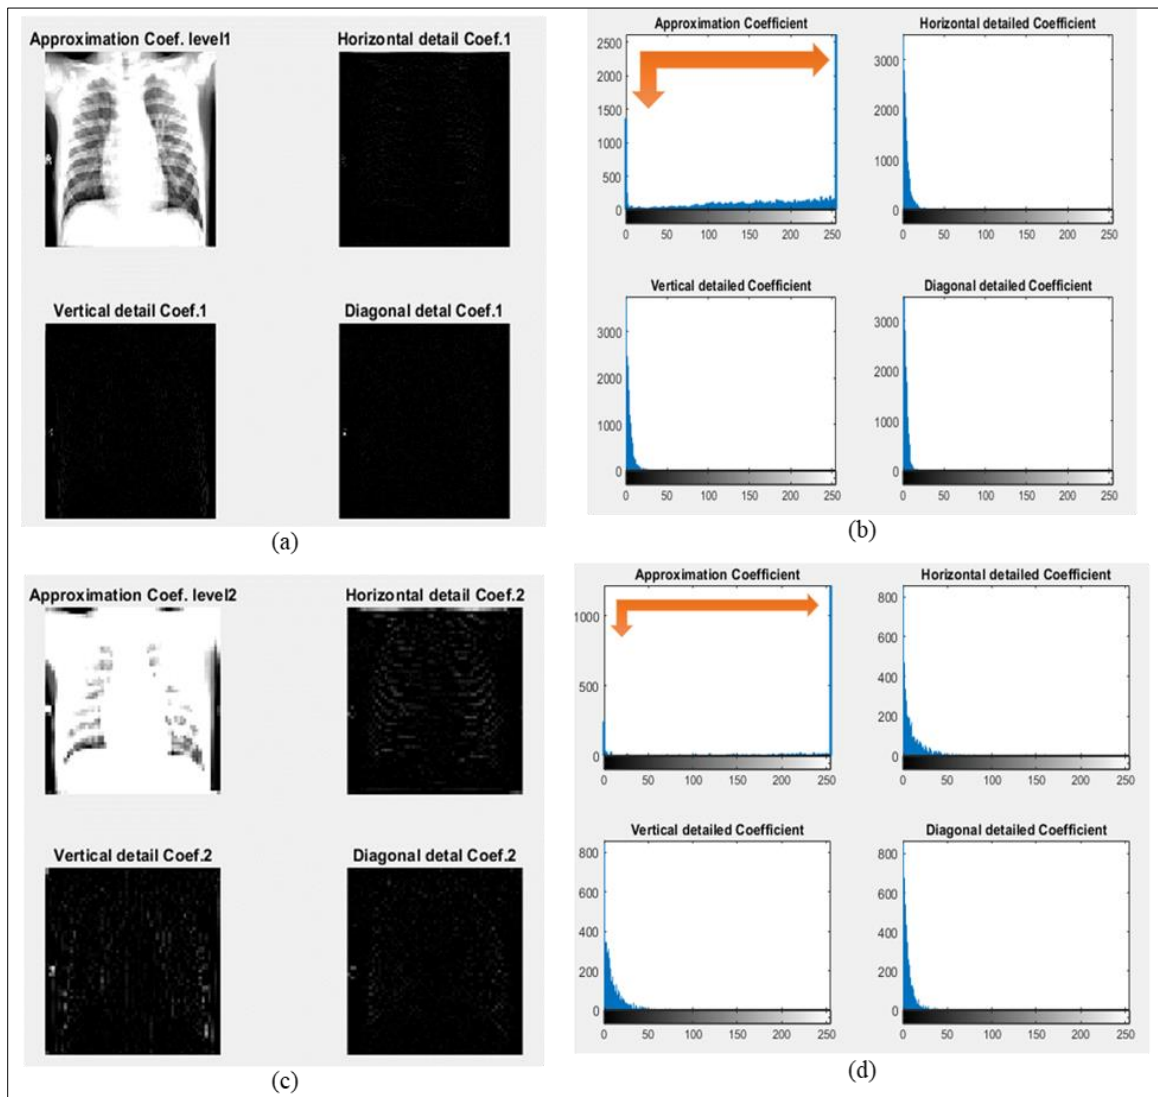 Approximation Coef. level1
Horizontal detail Coef.1
Vertical detail Coef.1
Diagonal detal Coef.1
(a)
Approximation Coefficient
2500
2000
1500
1000
500
0
0 50 100 150 200 250
Horizontal detailed Coefficient
3000
2000
1000
0
0 50 100 150 200 250
Vertical detailed Coefficient
3000
2000
1000
0
0 50 100 150 200 250
Diagonal detailed Coefficient
3000
2000
1000
0
0 50 100 150 200 250
(b)
Approximation Coef. level2
Horizontal detail Coef.2
Vertical detail Coef.2
Diagonal detal Coef.2
(c)
Approximation Coefficient
1000
500
0
0 50 100 150 200 250
Horizontal detailed Coefficient
800
600
400
200
0
0 50 100 150 200 250
Vertical detailed Coefficient
800
600
400
200
0
0 50 100 150 200 250
Diagonal detailed Coefficient
800
600
400
200
0
0 50 100 150 200 250
(d)